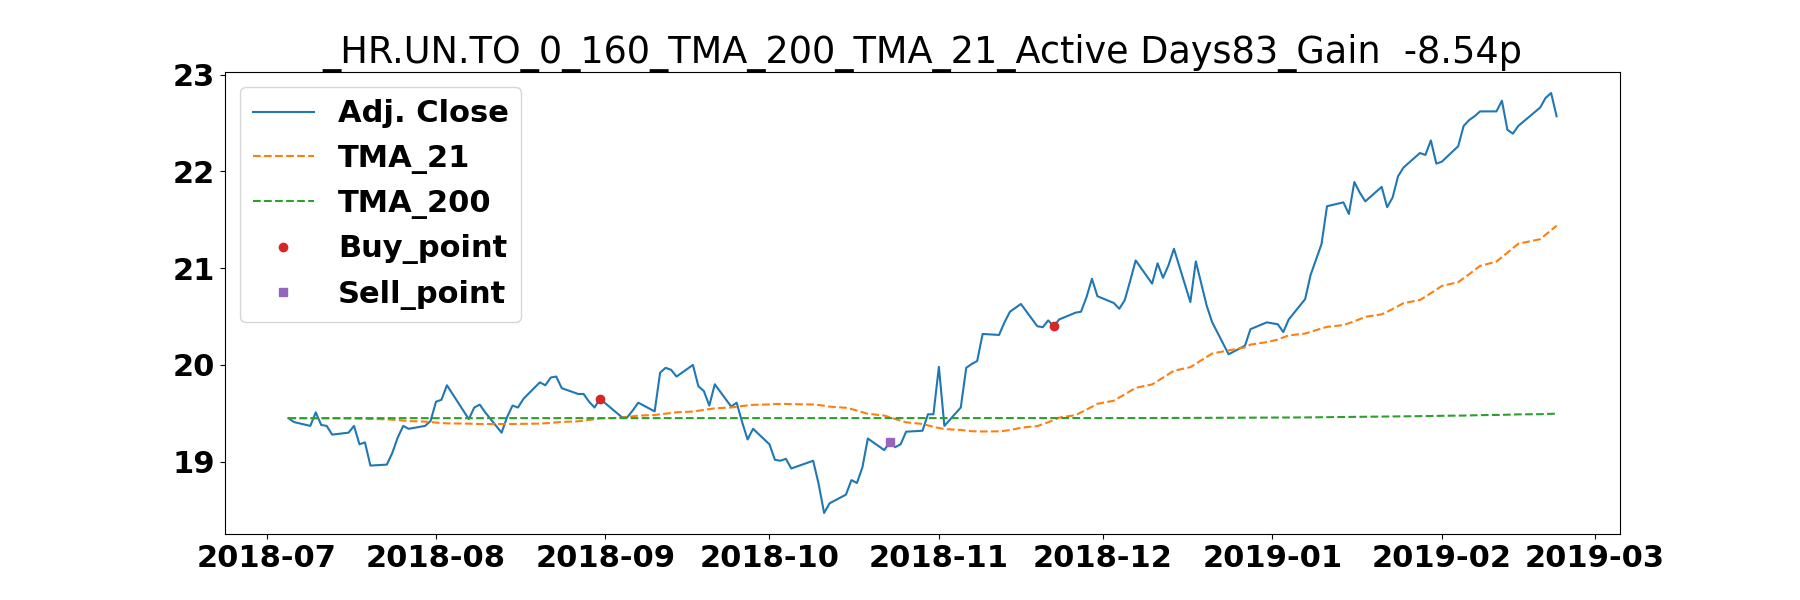 _HR.UN.TO_0_160_TMA_200_TMA_21_Active Days83_Gain  -8.54p
23
22
21
20
19
Adj. Close
TMA_21
TMA_200
Buy_point
Sell_point
2018-07 2018-08 2018-09 2018-10 2018-11 2018-12 2019-01 2019-02 2019-03